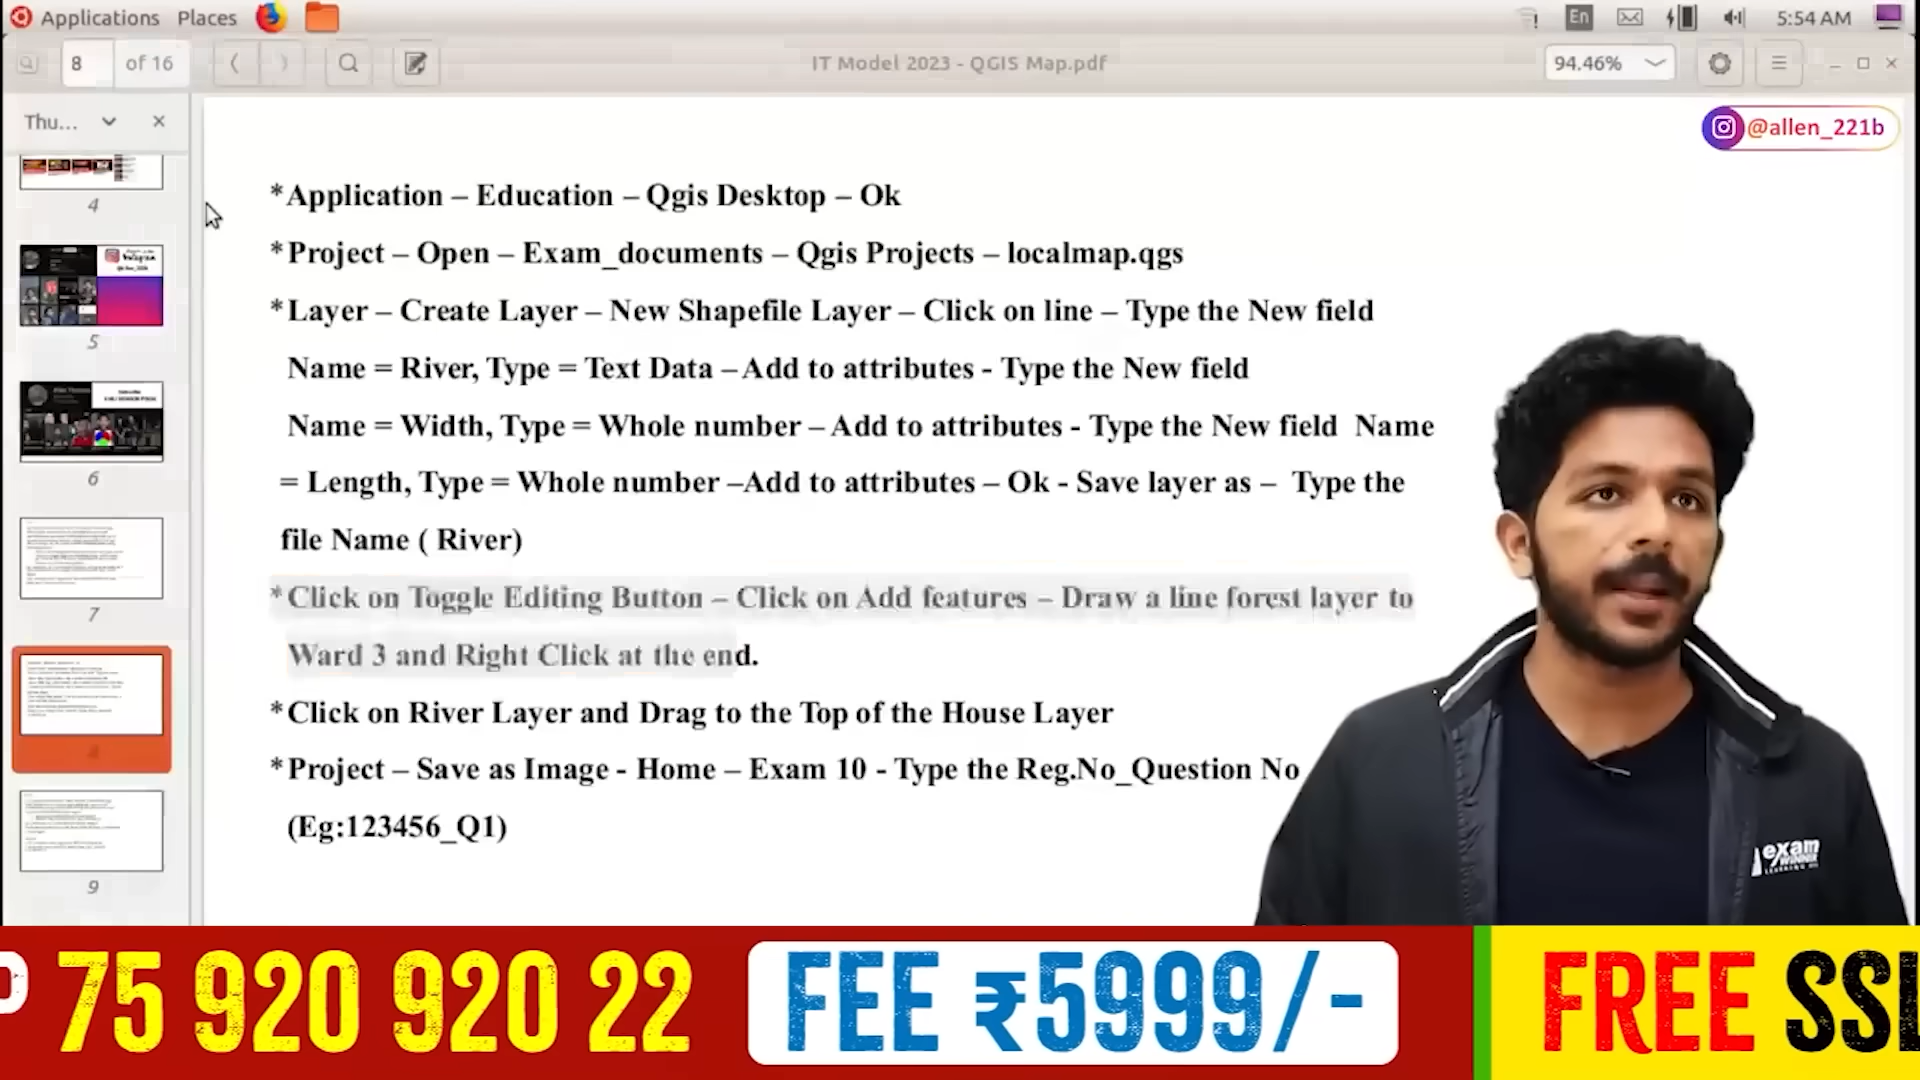 Applications Places En 5:54 AM
8 of 16 IT Model 2023 - QGIS Map.pdf 94.46%
Thu...
@allen_221b
4
5
6
7
9
*Application – Education – Qgis Desktop – Ok
*Project – Open – Exam_documents – Qgis Projects – localmap.qgs
*Layer – Create Layer – New Shapefile Layer – Click on line – Type the New field
Name = River, Type = Text Data – Add to attributes - Type the New field
Name = Width, Type = Whole number – Add to attributes - Type the New field Name
= Length, Type = Whole number –Add to attributes – Ok - Save layer as – Type the
file Name ( River)
*Click on Toggle Editing Button – Click on Add features – Draw a line forest layer to
Ward 3 and Right Click at the end.
*Click on River Layer and Drag to the Top of the House Layer
*Project – Save as Image - Home – Exam 10 - Type the Reg.No_Question No
(Eg:123456_Q1)
exam
WINNER
75 920 920 22 FEE ₹5999/- FREE SSL